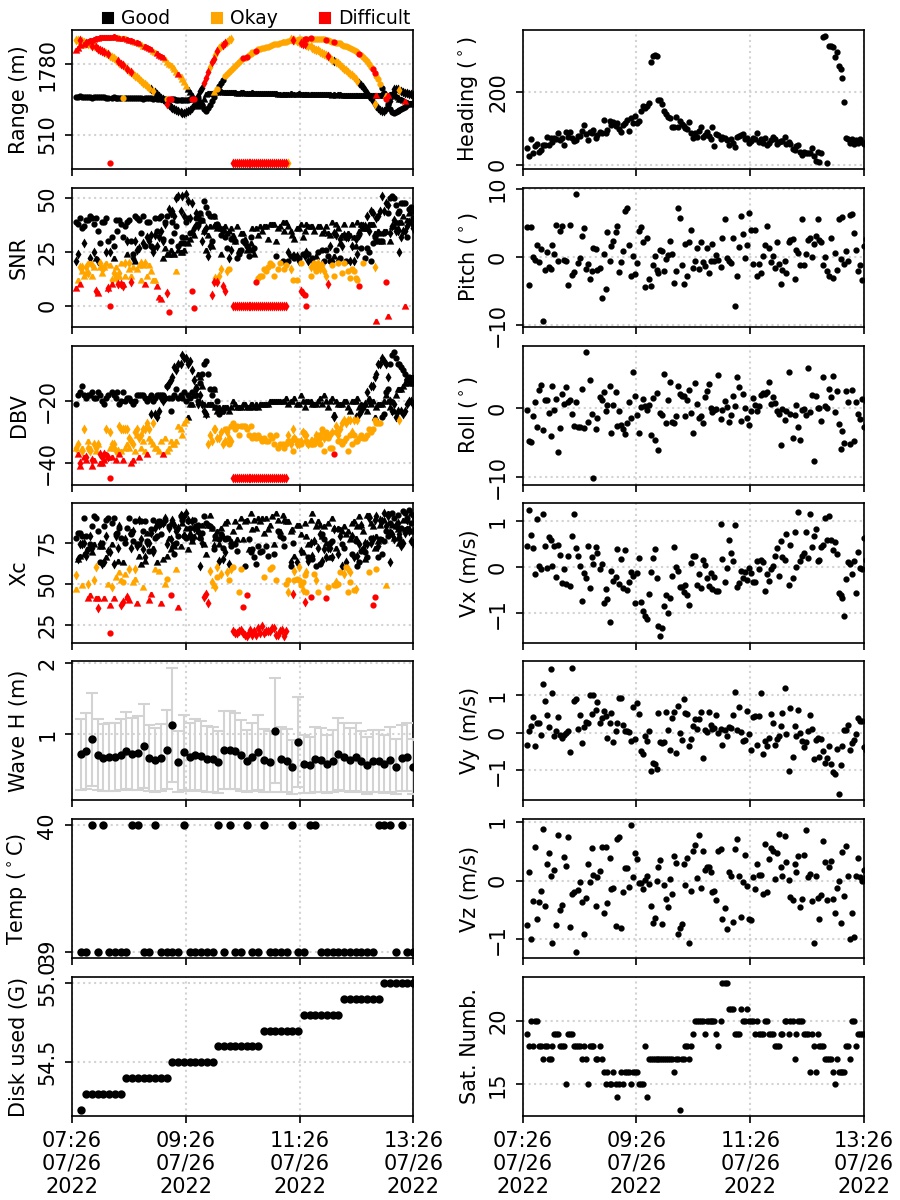 Good Okay Difficult
Range (m)
1780
510
Heading (°)
200
0
SNR
50
25
0
Pitch (°)
10
0
−10
DBV
−20
−40
Roll (°)
0
−10
Xc
75
50
25
Vx (m/s)
1
0
−1
Wave H (m)
2
1
Vy (m/s)
1
0
−1
Temp (°C)
40
39
Vz (m/s)
1
0
−1
Disk used (G)
55.0
54.5
Sat. Numb.
20
15
07:26 09:26 11:26 13:26
07/26 07/26 07/26 07/26
2022 2022 2022 2022
07:26 09:26 11:26 13:26
07/26 07/26 07/26 07/26
2022 2022 2022 2022